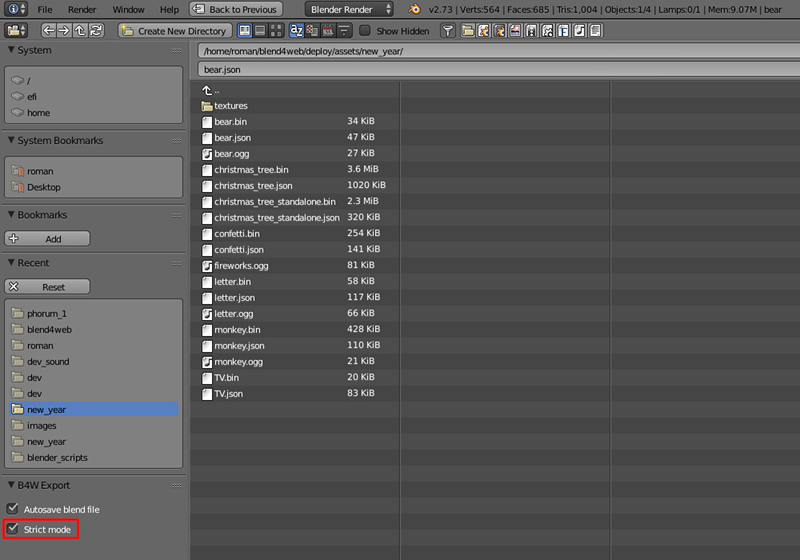 File Render Window Help Back to Previous Blender Render v2.73 | Verts:564 | Faces:685 | Tris:1,004 | Objects:1/4 | Lamps:0/1 | Mem:9.07M | bear
Create New Directory Show Hidden
System
/home/roman/blend4web/deploy/assets/new_year/
bear.json
/
efi
home
System Bookmarks
roman
Desktop
Bookmarks
Add
Recent
Reset
phorum_1
blend4web
roman
dev_sound
dev
dev
new_year
images
new_year
blender_scripts
B4W Export
Autosave blend file
Strict mode
..
textures
bear.bin 34 KiB
bear.json 47 KiB
bear.ogg 27 KiB
christmas_tree.bin 3.6 MiB
christmas_tree.json 1020 KiB
christmas_tree_standalone.bin 2.3 MiB
christmas_tree_standalone.json 320 KiB
confetti.bin 254 KiB
confetti.json 141 KiB
fireworks.ogg 81 KiB
letter.bin 58 KiB
letter.json 117 KiB
letter.ogg 66 KiB
monkey.bin 428 KiB
monkey.json 110 KiB
monkey.ogg 21 KiB
TV.bin 20 KiB
TV.json 83 KiB